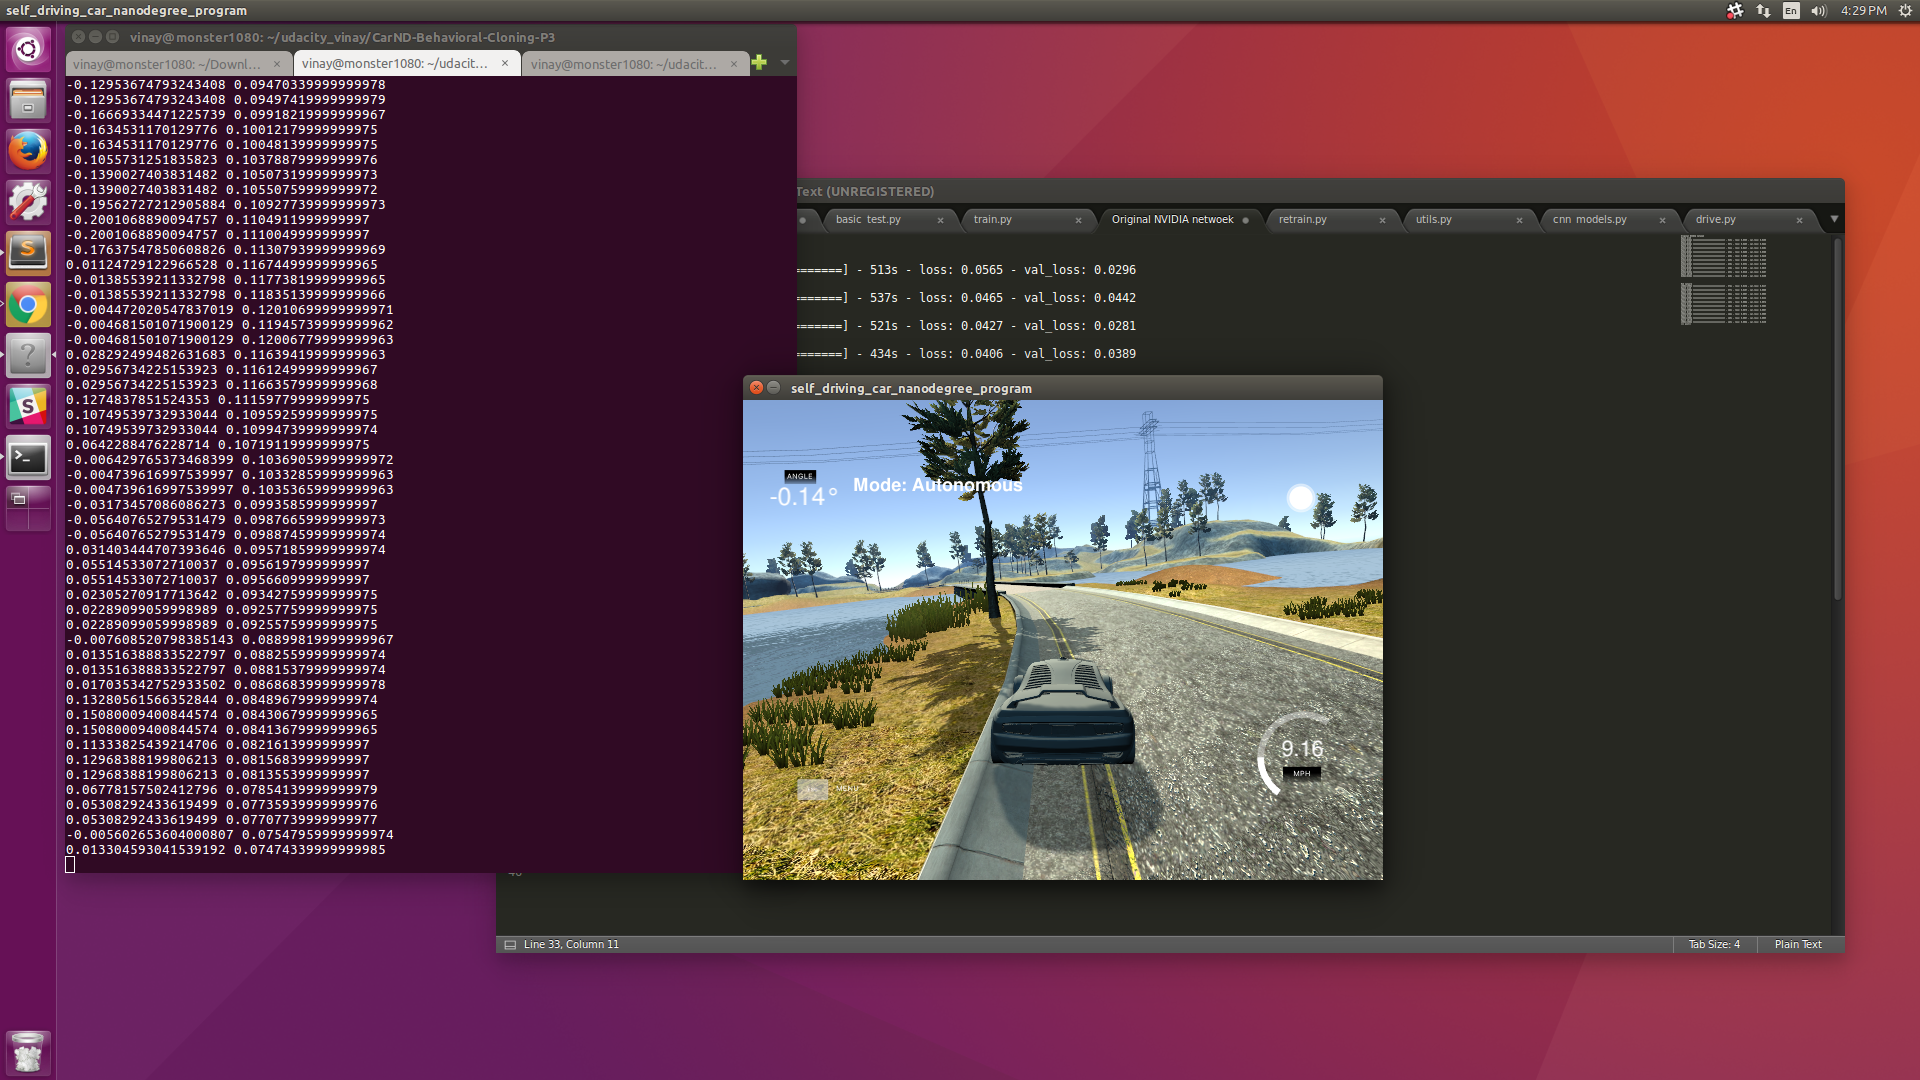 self_driving_car_nanodegree_program
En
4:29 PM
vinay@monster1080: ~/udacity_vinay/CarND-Behavioral-Cloning-P3
vinay@monster1080: ~/Downl... × vinay@monster1080: ~/udacit... × vinay@monster1080: ~/udacit... ×
-0.12953674793243408 0.09470339999999978
-0.12953674793243408 0.09497419999999979
-0.16669334471225739 0.09918219999999967
-0.1634531170129776 0.10012179999999975
-0.1634531170129776 0.10048139999999975
-0.1055731251835823 0.10378879999999976
-0.1390027403831482 0.10507319999999973
-0.1390027403831482 0.10550759999999972
-0.1956272721290588​4 0.10927739999999973
-0.2001068890094757 0.1104911999999997
-0.2001068890094757 0.1110049999999997
-0.17637547850608826 0.11307939999999969
0.01124729122966528 0.11674499999999965
-0.01385539211332798 0.11773819999999965
-0.01385539211332798 0.11835139999999966
-0.004472020547837019 0.12010699999999971
-0.004681501071900129 0.11945739999999962
-0.004681501071900129 0.12006779999999963
0.028292499482631683 0.11639419999999963
0.02956734225153923 0.11612499999999967
0.02956734225153923 0.11663579999999968
0.1274837851524353 0.11159779999999975
0.10749539732933044 0.10959259999999975
0.10749539732933044 0.10994739999999974
0.0642288476228714 0.10719119999999975
-0.006429765373468399 0.10369059999999972
-0.004739616997539997 0.10332859999999963
-0.004739616997539997 0.10353659999999963
-0.03173457086086273 0.0993585999999997
-0.05640765279531479 0.09876659999999973
-0.05640765279531479 0.09887459999999974
0.031403444707393646 0.09571859999999974
0.05514533072710037 0.0956197999999997
0.05514533072710037 0.0956609999999997
0.02305270917713642 0.09342759999999975
0.02289099059998989 0.09257759999999975
0.02289099059998989 0.09255759999999975
-0.007608520798385143 0.08899819999999967
0.013516388833522797 0.08825599999999974
0.013516388833522797 0.08815379999999974
0.017035342752933502 0.08686839999999978
0.13280561566352844 0.08489679999999974
0.15080009400844574 0.08430679999999965
0.15080009400844574 0.08413679999999965
0.11333825439214706 0.0821613999999997
0.12968388199806213 0.0815683999999997
0.12968388199806213 0.0813553999999997
0.06778157502412796 0.07854139999999979
0.05308292433619499 0.07735939999999976
0.05308292433619499 0.07707739999999977
-0.005602653604000807 0.07547959999999974
0.013304593041539192 0.07474339999999985
Text (UNREGISTERED)
basic_test.py × train.py × Original NVIDIA netwoek retrain.py × utils.py × cnn_models.py × drive.py ×
======] - 513s - loss: 0.0565 - val_loss: 0.0296
======] - 537s - loss: 0.0465 - val_loss: 0.0442
======] - 521s - loss: 0.0427 - val_loss: 0.0281
======] - 434s - loss: 0.0406 - val_loss: 0.0389
self_driving_car_nanodegree_program
ANGLE
-0.14°
Mode: Autonomous
9.16
MPH
MENU
Line 33, Column 11
Tab Size: 4
Plain Text